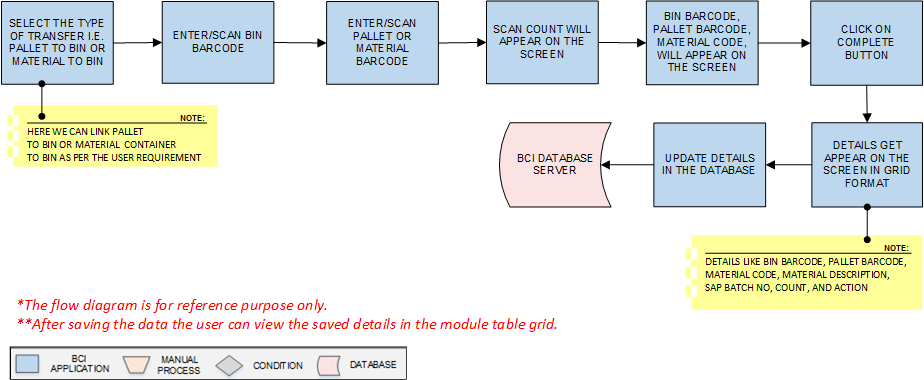 SELECT THE TYPE
OF TRANSFER I.E.
PALLET TO BIN OR
MATERIAL TO BIN
ENTER/SCAN BIN
BARCODE
ENTER/SCAN
PALLET OR
MATERIAL
BARCODE
SCAN COUNT WILL
APPEAR ON THE
SCREEN
BIN BARCODE,
PALLET BARCODE,
MATERIAL CODE,
WILL APPEAR ON
THE SCREEN
CLICK ON
COMPLETE
BUTTON
NOTE:
HERE WE CAN LINK PALLET
TO BIN OR MATERIAL CONTAINER
TO BIN AS PER THE USER REQUIREMENT
DETAILS GET
APPEAR ON THE
SCREEN IN GRID
FORMAT
UPDATE DETAILS
IN THE DATABASE
BCI DATABASE
SERVER
NOTE:
DETAILS LIKE BIN BARCODE, PALLET BARCODE,
MATERIAL CODE, MATERIAL DESCRIPTION,
SAP BATCH NO, COUNT, AND ACTION
*The flow diagram is for reference purpose only.
**After saving the data the user can view the saved details in the module table grid.
BCI
APPLICATION
MANUAL
PROCESS
CONDITION
DATABASE